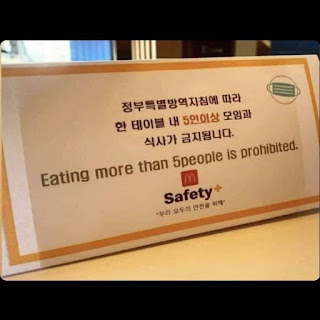 정부특별방역지침에 따라
한 테이블 내 5인이상 모임과
식사가 금지됩니다.
Eating more than 5people is prohibited.
M
Safety+
"우리 모두의 안전을 위해"